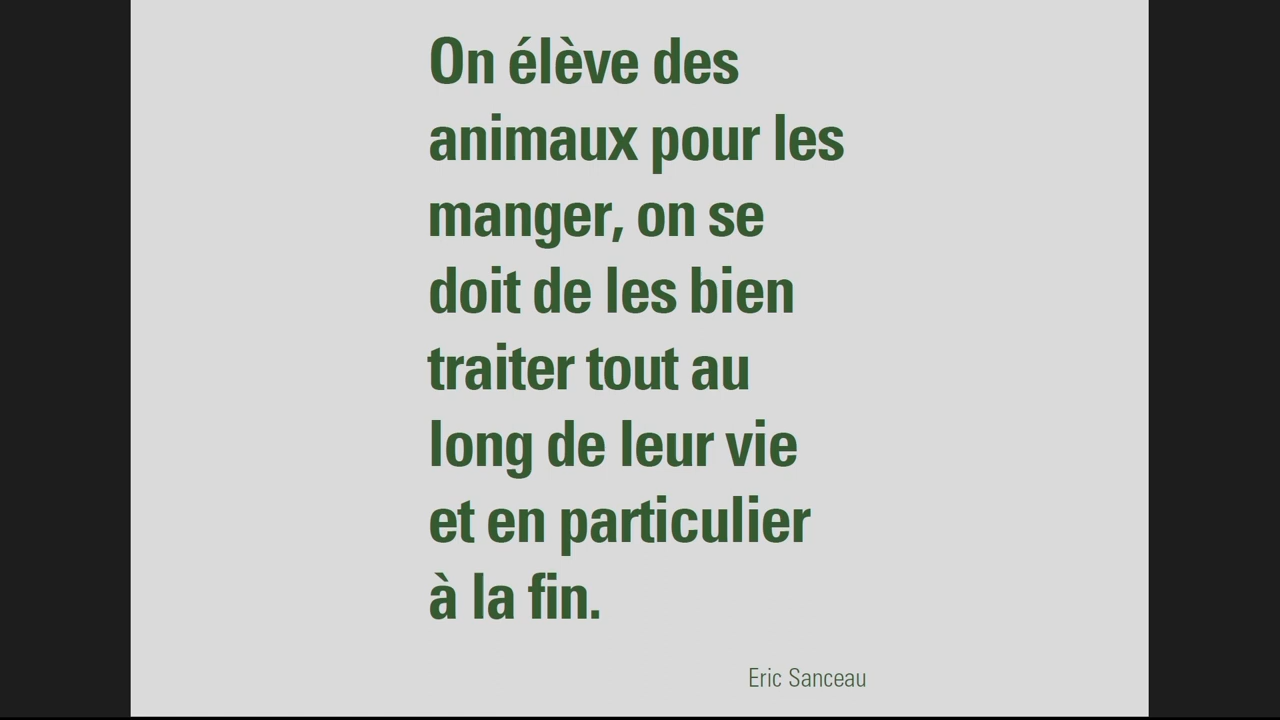 On élève des
animaux pour les
manger, on se
doit de les bien
traiter tout au
long de leur vie
et en particulier
à la fin.
Eric Sanceau